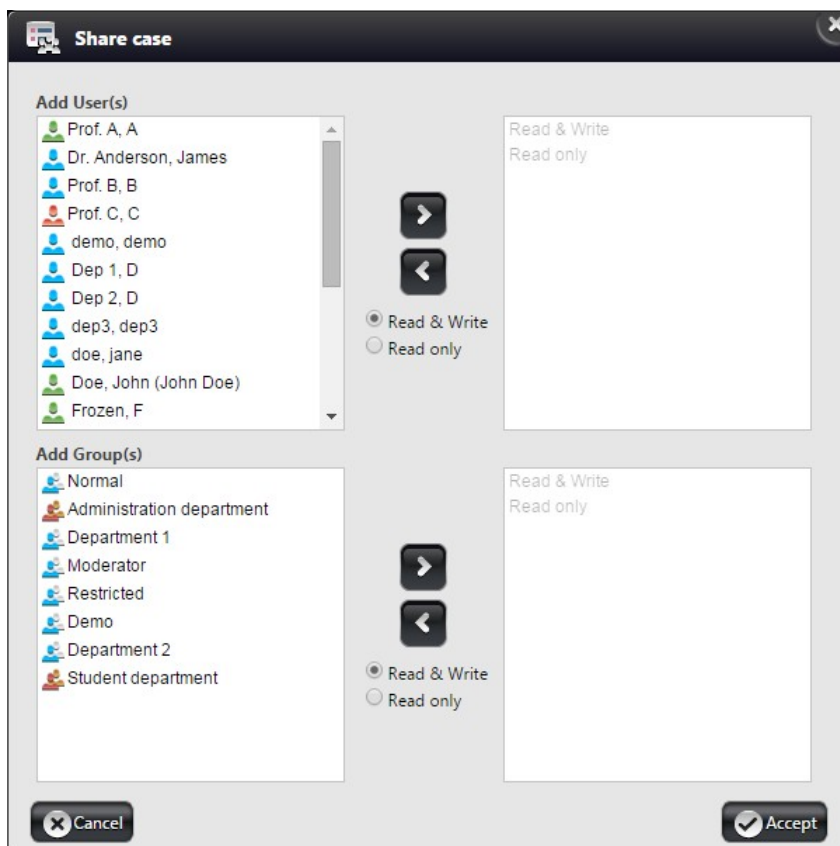 Share case
Add User(s)
Prof. A, A
Dr. Anderson, James
Prof. B, B
Prof. C, C
demo, demo
Dep 1, D
Dep 2, D
dep3, dep3
doe, jane
Doe, John (John Doe)
Frozen, F
Read & Write
Read only
Read & Write
Read only
Add Group(s)
Normal
Administration department
Department 1
Moderator
Restricted
Demo
Department 2
Student department
Read & Write
Read only
Read & Write
Read only
Cancel
Accept